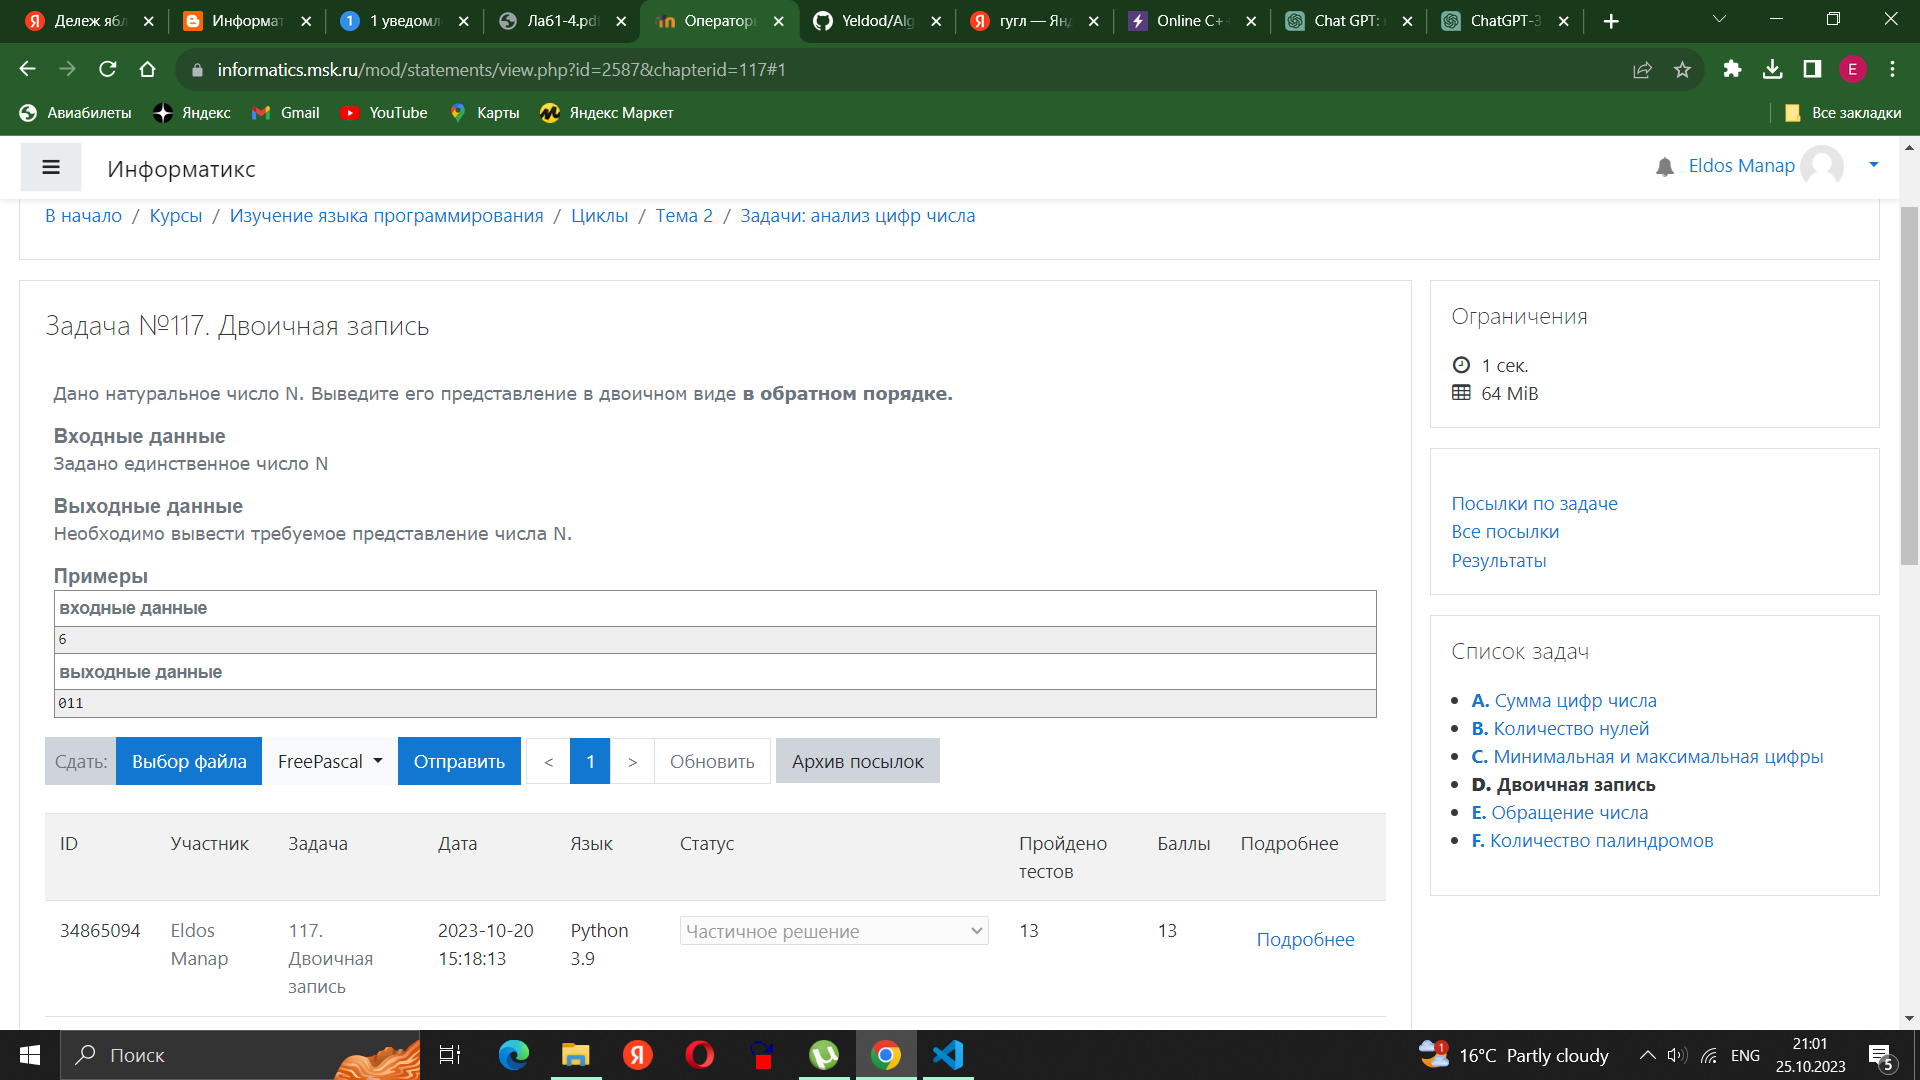 Дележ ябл
Информат
1 уведомл
Лаб1-4.pdf
Операторы
Yeldod/Alg
гугл — Янд
Online C+
Chat GPT:
ChatGPT-3
informatics.msk.ru/mod/statements/view.php?id=2587&chapterid=117#1
E
Авиабилеты
Яндекс
Gmail
YouTube
Карты
Яндекс Маркет
Все закладки
Информатикс
Eldos Manap
В начало / Курсы / Изучение языка программирования / Циклы / Тема 2 / Задачи: анализ цифр числа
Задача №117. Двоичная запись
Дано натуральное число N. Выведите его представление в двоичном виде в обратном порядке.
Входные данные
Задано единственное число N
Выходные данные
Необходимо вывести требуемое представление числа N.
Примеры
входные данные
6
выходные данные
011
Сдать: Выбор файла FreePascal Отправить < 1 > Обновить Архив посылок
ID Участник Задача Дата Язык Статус Пройдено тестов Баллы Подробнее
34865094 Eldos Manap 117. Двоичная запись 2023-10-20 15:18:13 Python 3.9 Частичное решение 13 13 Подробнее
Ограничения
1 сек.
64 MiB
Посылки по задаче
Все посылки
Результаты
Список задач
A. Сумма цифр числа
B. Количество нулей
C. Минимальная и максимальная цифры
D. Двоичная запись
E. Обращение числа
F. Количество палиндромов
Поиск
1
16°C Partly cloudy
ENG
21:01
25.10.2023
5